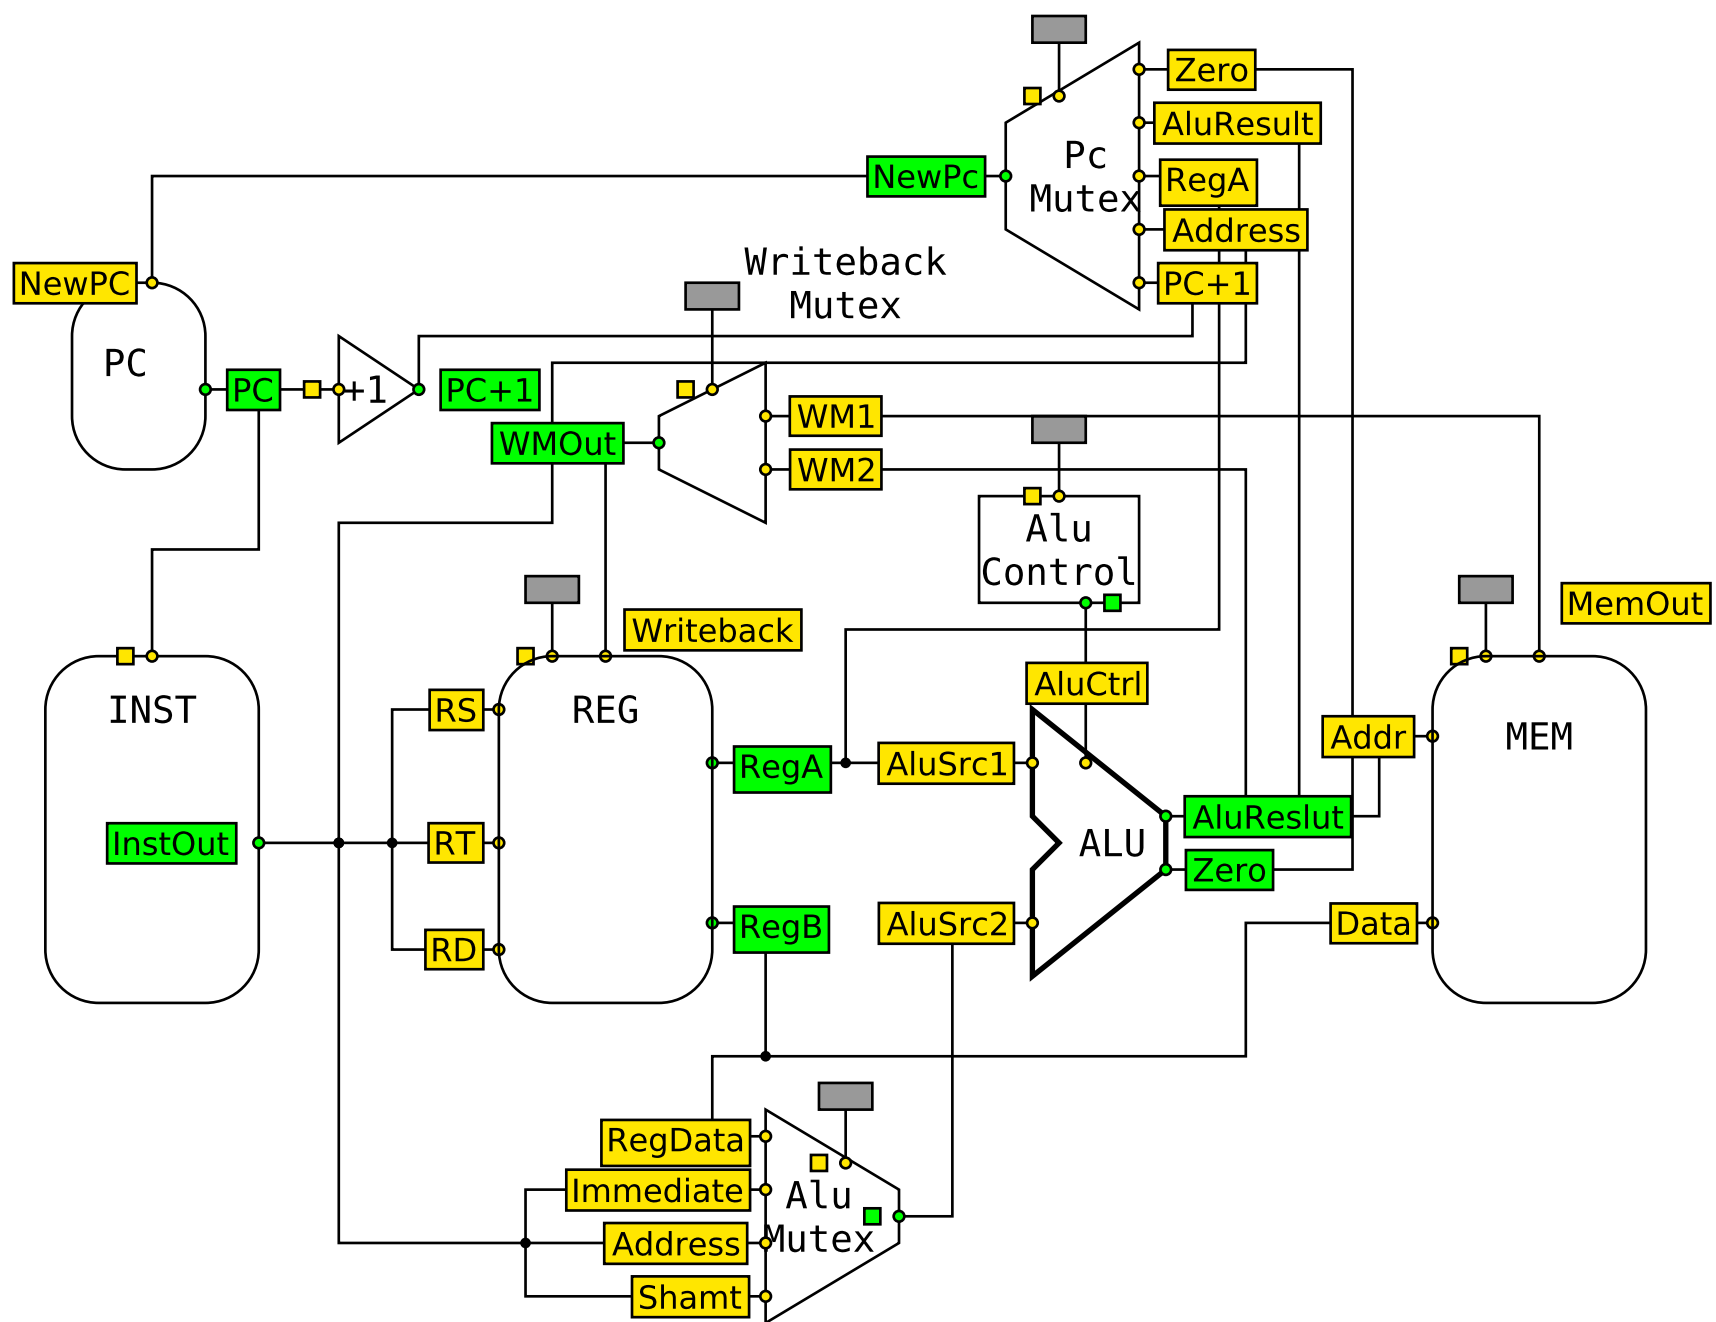 Zero
AluResult
Pc
Mutex
NewPc
RegA
Address
Writeback
Mutex
NewPC
PC+1
PC
PC
+1
PC+1
WM1
WMOut
WM2
Alu
Control
MemOut
Writeback
AluCtrl
INST
RS
REG
Addr
MEM
RegA
AluSrc1
AluReslut
InstOut
RT
ALU
Zero
RegB
AluSrc2
Data
RD
RegData
Immediate
Alu
Mutex
Address
Shamt